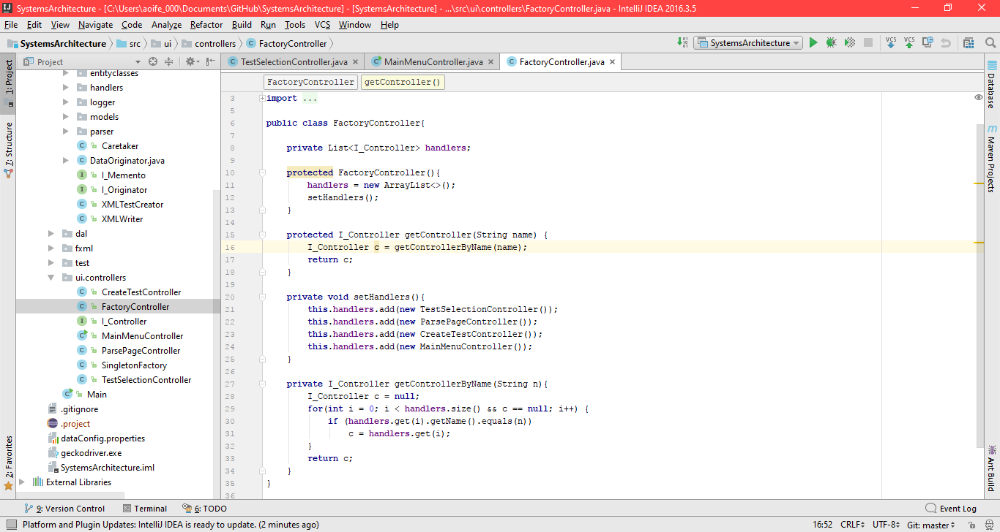 SystemsArchitecture - [C:\Users\aoife_000\Documents\GitHub\SystemsArchitecture] - [SystemsArchitecture] - ...\src\ui\controllers\FactoryController.java - IntelliJ IDEA 2016.3.5
File Edit View Navigate Code Analyze Refactor Build Run Tools VCS Window Help
SystemsArchitecture src ui controllers FactoryController
SystemsArchitecture VCS VCS
1: Project
7: Structure
2: Favorites
Project
entityclasses
handlers
logger
models
parser
Caretaker
DataOriginator.java
I_Memento
I_Originator
XMLTestCreator
XMLWriter
dal
fxml
test
ui.controllers
CreateTestController
FactoryController
I_Controller
MainMenuController
ParsePageController
SingletonFactory
TestSelectionController
Main
.gitignore
.project
dataConfig.properties
geckodriver.exe
SystemsArchitecture.iml
External Libraries
TestSelectionController.java MainMenuController.java FactoryController.java
FactoryController getController()
3 import ...
5
6 public class FactoryController{
7
8 private List<I_Controller> handlers;
9
10 protected FactoryController(){
11 handlers = new ArrayList<>();
12 setHandlers();
13 }
14
15 protected I_Controller getController(String name) {
16 I_Controller c = getControllerByName(name);
17 return c;
18 }
19
20 private void setHandlers(){
21 this.handlers.add(new TestSelectionController());
22 this.handlers.add(new ParsePageController());
23 this.handlers.add(new CreateTestController());
24 this.handlers.add(new MainMenuController());
25 }
26
27 private I_Controller getControllerByName(String n){
28 I_Controller c = null;
29 for(int i = 0; i < handlers.size() && c == null; i++) {
30 if (handlers.get(i).getName().equals(n))
31 c = handlers.get(i);
32 }
33 return c;
34 }
35 }
36
Database
Maven Projects
Ant Build
9: Version Control Terminal 6: TODO Event Log
Platform and Plugin Updates: IntelliJ IDEA is ready to update. (2 minutes ago) 16:52 CRLF UTF-8 Git: master